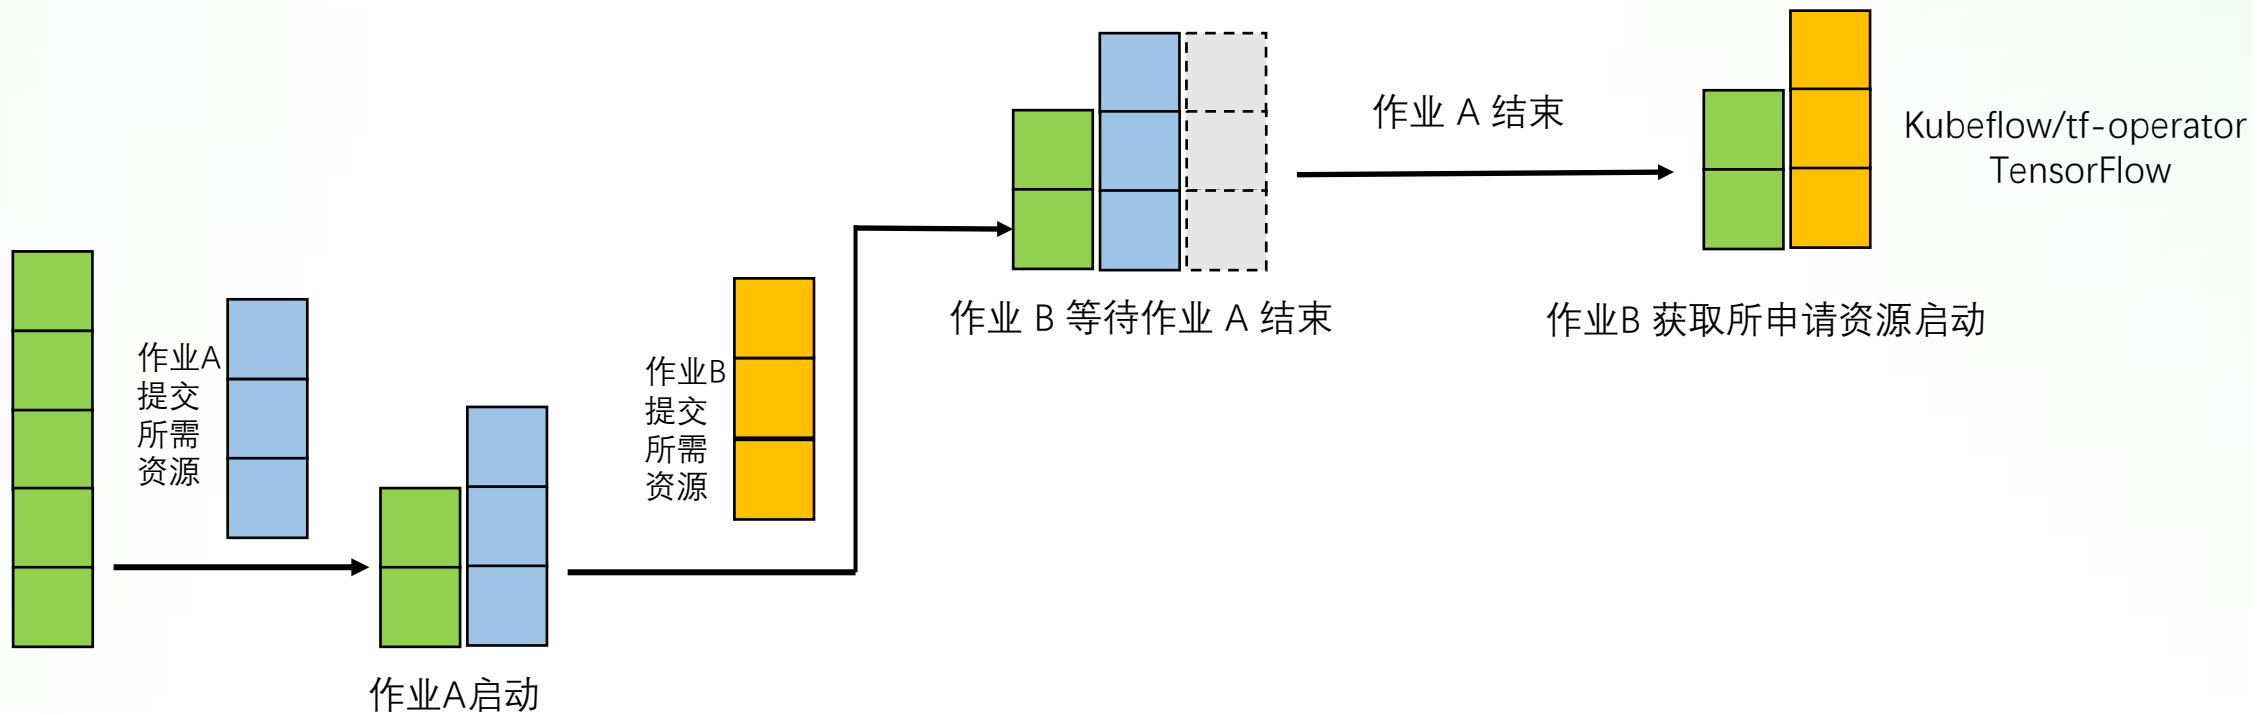 作业A
提交
所需
资源
作业A启动
作业B
提交
所需
资源
作业 B 等待作业 A 结束
作业 A 结束
作业B 获取所申请资源启动
Kubeflow/tf-operator
TensorFlow